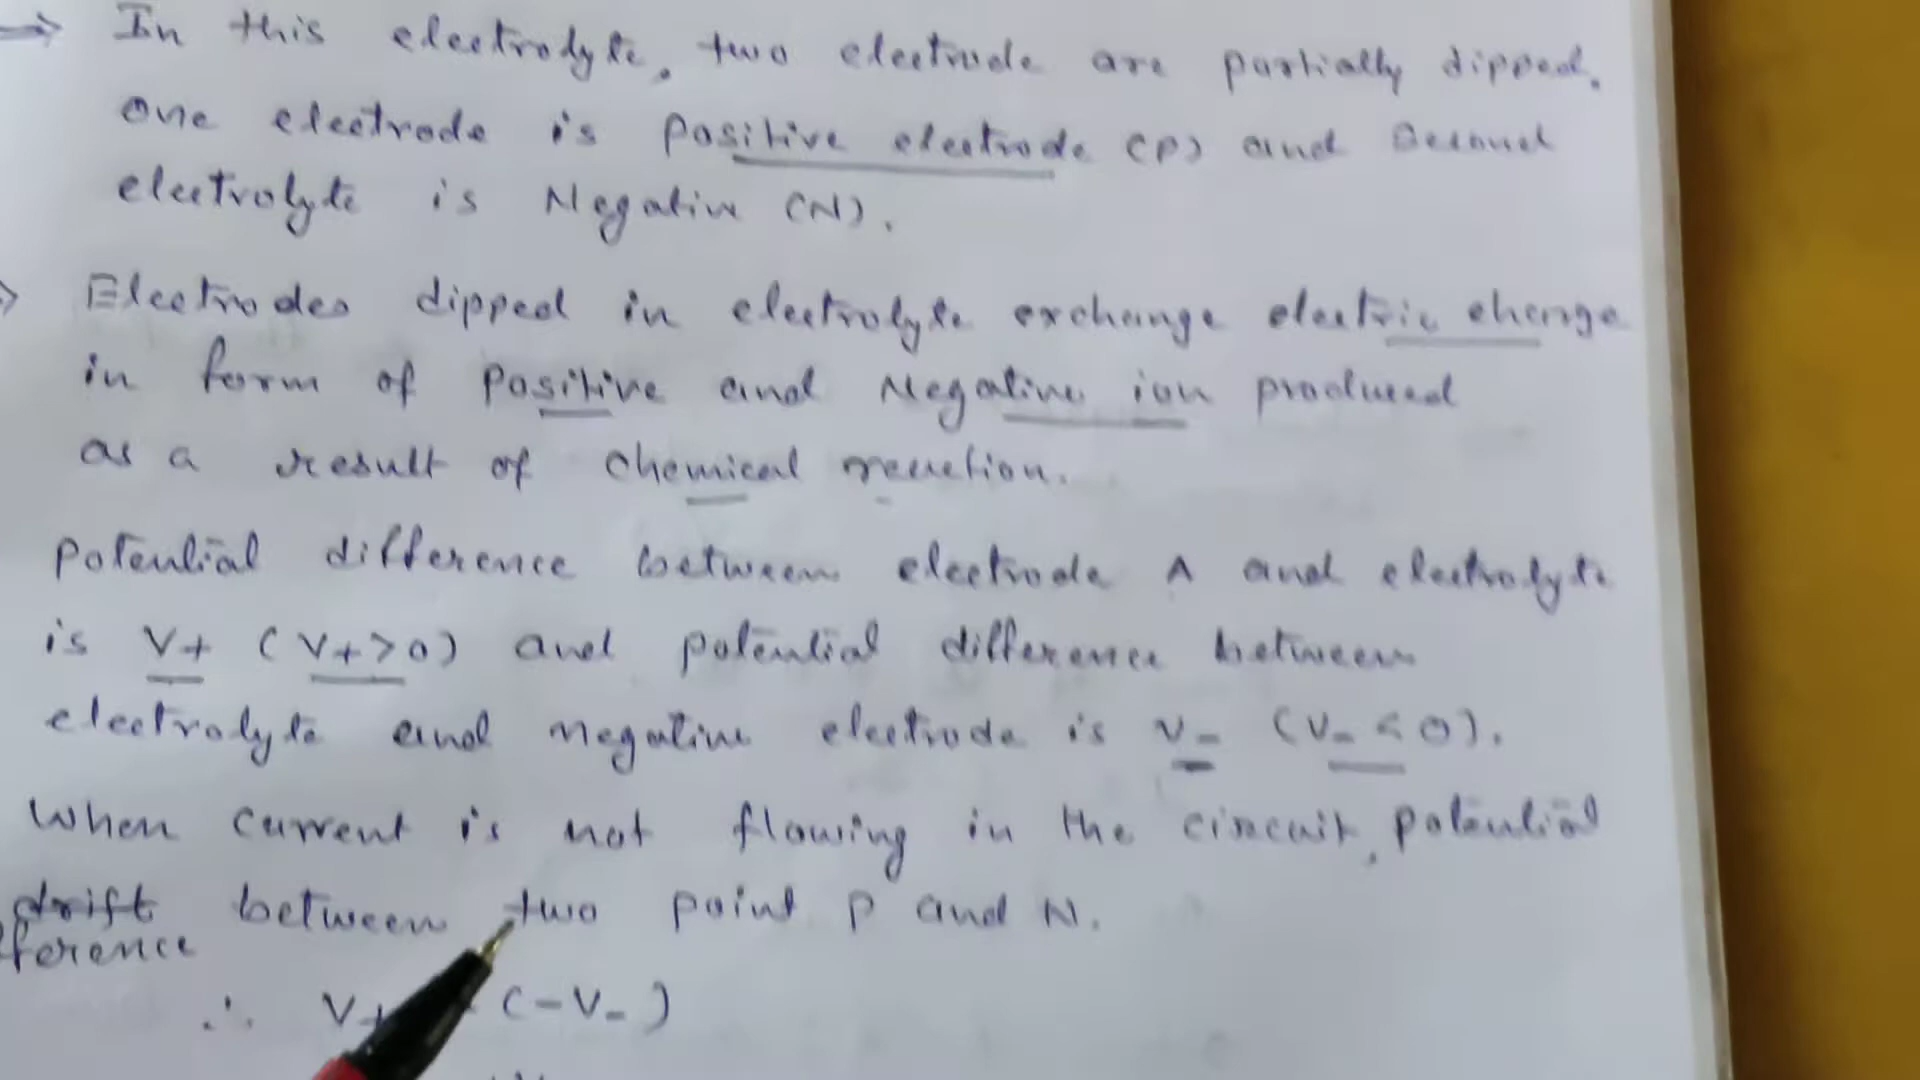 → In this electrolyte, two electrode are partially dipped.
One electrode is positive electrode (P) and second
electrolyte is Negative (N).
Electrodes dipped in electrolyte exchange electric charge
in form of positive and Negative ion produced
as a result of chemical reaction.
potential difference between electrode A and electrolyte
is V+ (V+>0) and potential difference between
electrolyte and negative electrode is V- (V- < 0).
When current is not flowing in the circuit, potential
drift between two point P and N.
ference
∴ V+ (-V-)